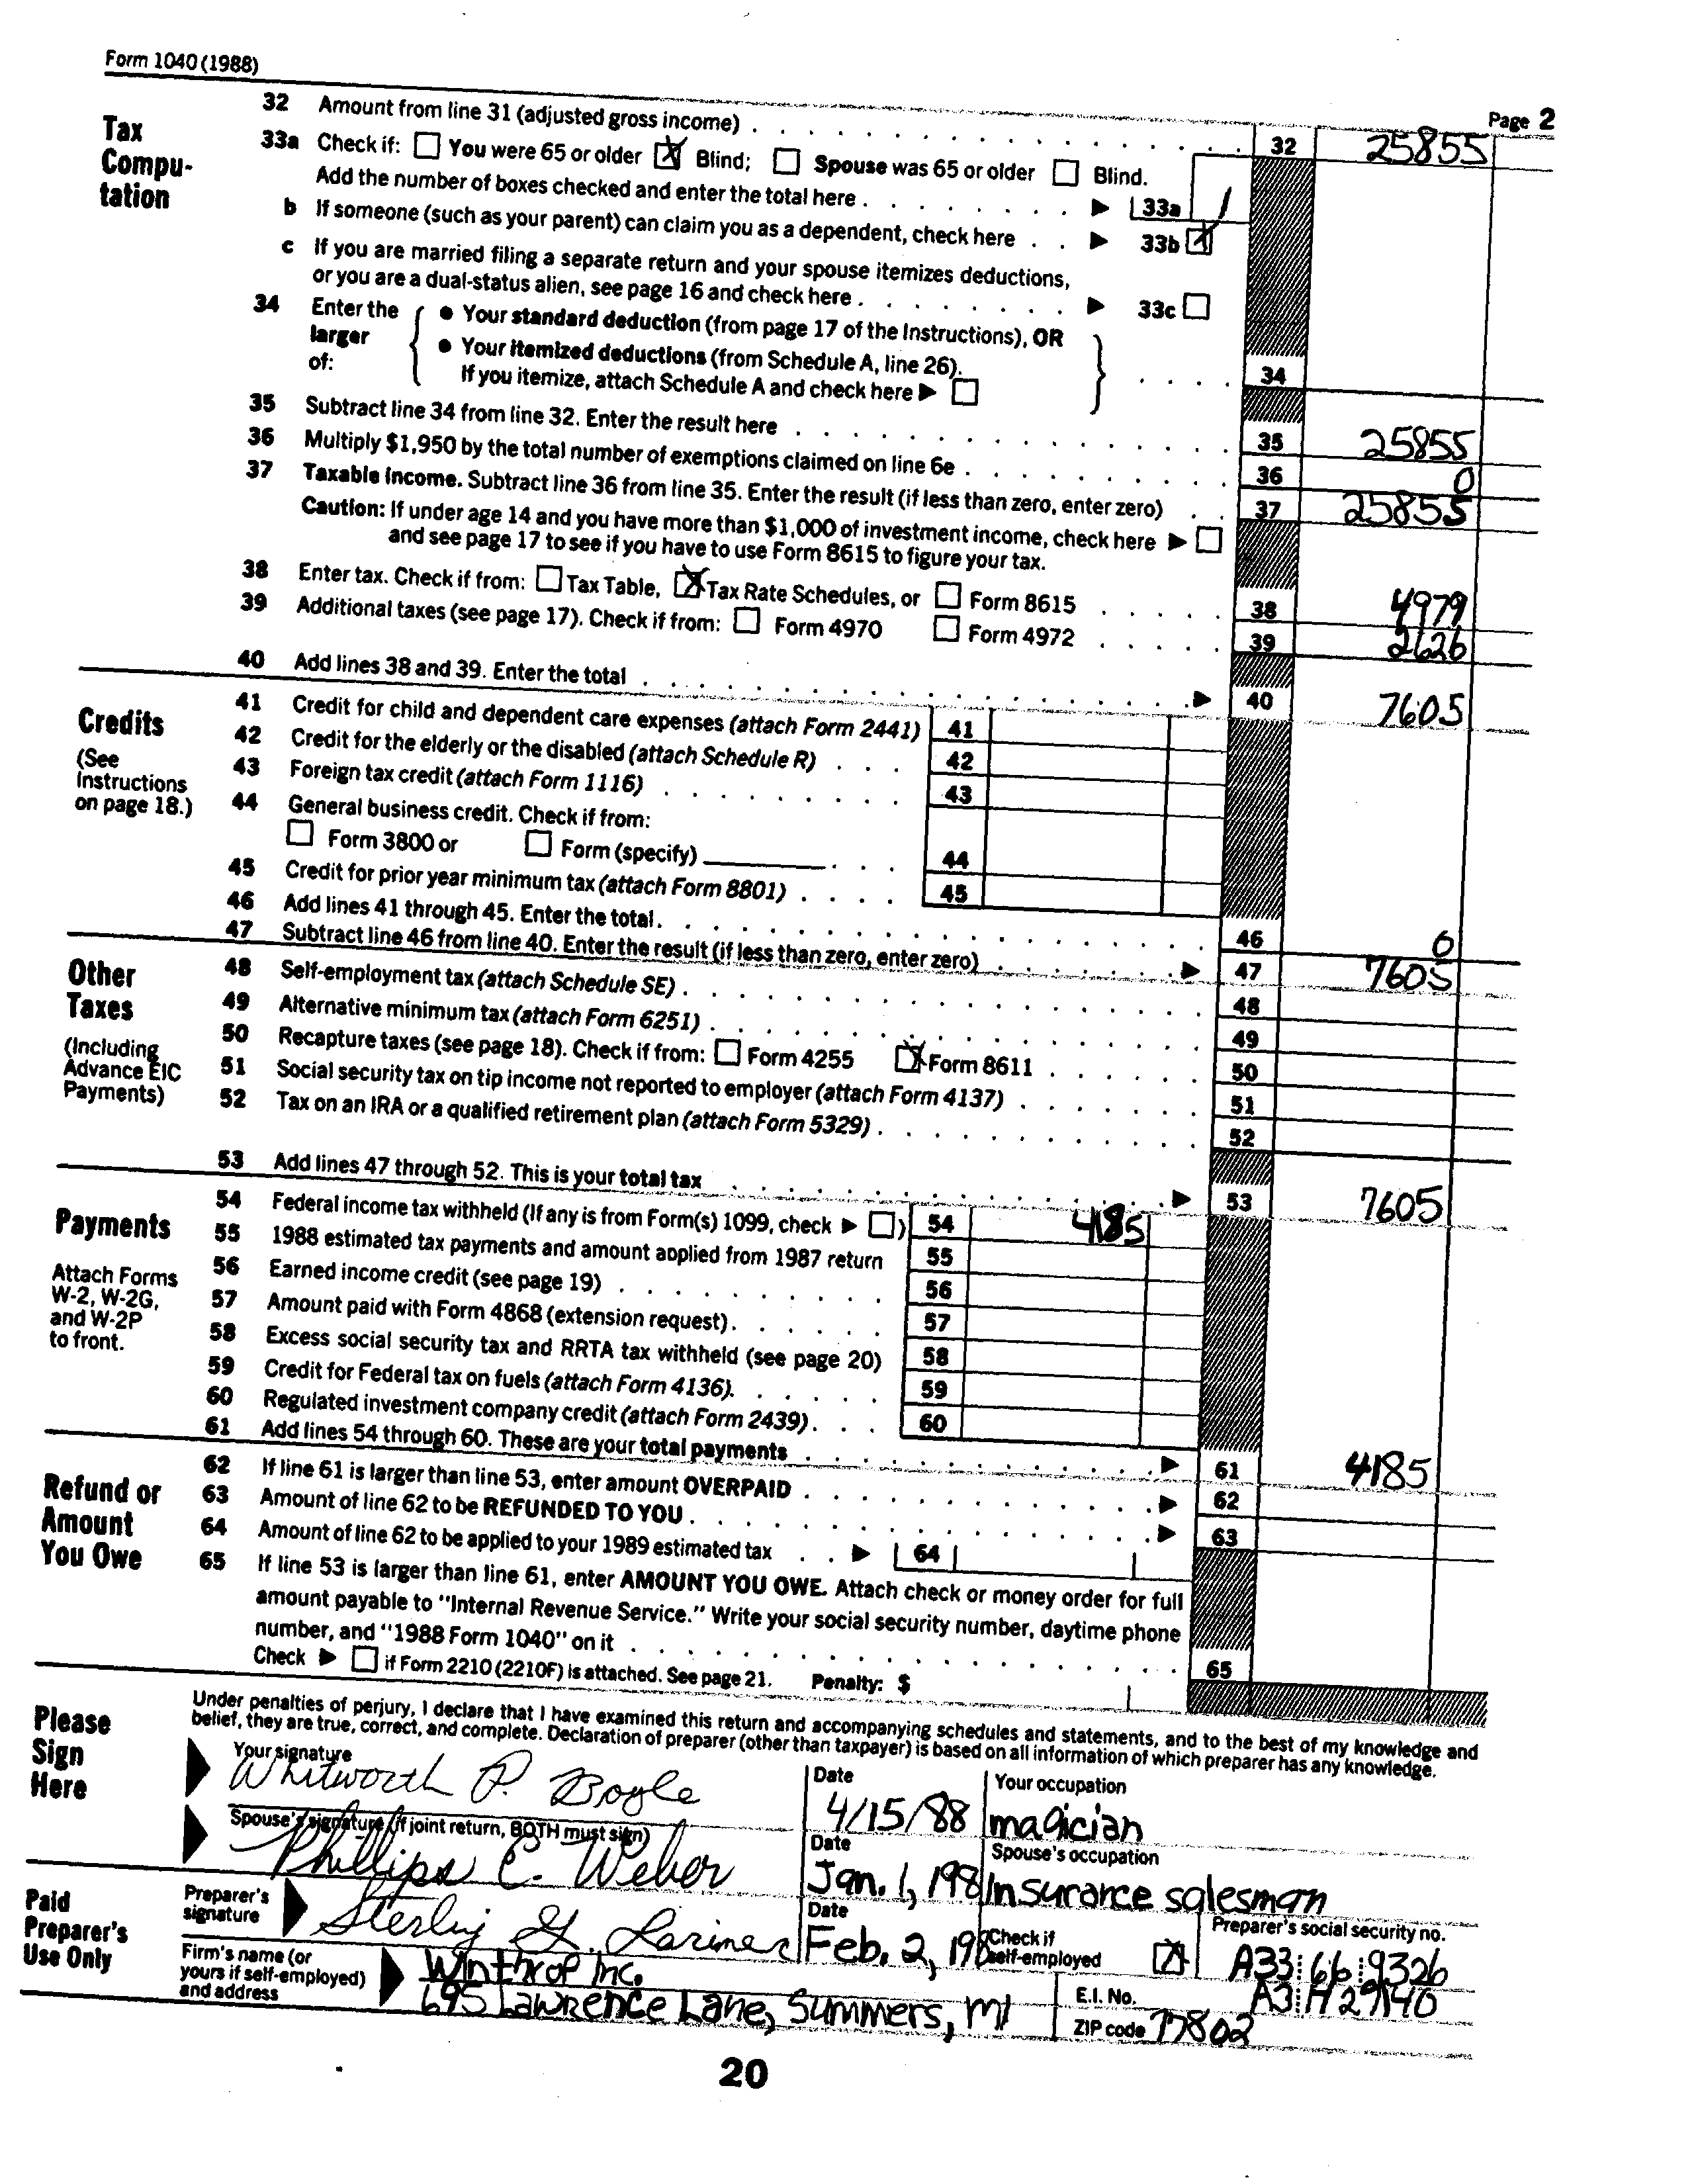 Form 1040 (1988)
Page 2
Tax Compu-tation
32 Amount from line 31 (adjusted gross income) 32 25855
33a Check if: You were 65 or older X Blind; Spouse was 65 or older Blind.
Add the number of boxes checked and enter the total here ▶ 33a 1
b If someone (such as your parent) can claim you as a dependent, check here ▶ 33b X
c If you are married filing a separate return and your spouse itemizes deductions,
or you are a dual-status alien, see page 16 and check here ▶ 33c
34 Enter the larger of:
• Your standard deduction (from page 17 of the Instructions), OR
• Your itemized deductions (from Schedule A, line 26).
If you itemize, attach Schedule A and check here ▶ 34
35 Subtract line 34 from line 32. Enter the result here 35 25855
36 Multiply $1,950 by the total number of exemptions claimed on line 6e 36 0
37 Taxable income. Subtract line 36 from line 35. Enter the result (if less than zero, enter zero) 37 25855
Caution: If under age 14 and you have more than $1,000 of investment income, check here ▶
and see page 17 to see if you have to use Form 8615 to figure your tax.
38 Enter tax. Check if from: Tax Table, X Tax Rate Schedules, or Form 8615 38 4979
39 Additional taxes (see page 17). Check if from: Form 4970 Form 4972 39 2626
40 Add lines 38 and 39. Enter the total ▶ 40 7605
Credits
(See Instructions on page 18.)
41 Credit for child and dependent care expenses (attach Form 2441) 41
42 Credit for the elderly or the disabled (attach Schedule R) 42
43 Foreign tax credit (attach Form 1116) 43
44 General business credit. Check if from:
Form 3800 or Form (specify) 44
45 Credit for prior year minimum tax (attach Form 8801) 45
46 Add lines 41 through 45. Enter the total. 46 0
47 Subtract line 46 from line 40. Enter the result (if less than zero, enter zero) ▶ 47 7605
Other Taxes
(Including Advance EIC Payments)
48 Self-employment tax (attach Schedule SE) 48
49 Alternative minimum tax (attach Form 6251) 49
50 Recapture taxes (see page 18). Check if from: Form 4255 X Form 8611 50
51 Social security tax on tip income not reported to employer (attach Form 4137) 51
52 Tax on an IRA or a qualified retirement plan (attach Form 5329) 52
53 Add lines 47 through 52. This is your total tax ▶ 53 7605
Payments
Attach Forms W-2, W-2G, and W-2P to front.
54 Federal income tax withheld (If any is from Form(s) 1099, check ▶ ) 54 4185
55 1988 estimated tax payments and amount applied from 1987 return 55
56 Earned income credit (see page 19) 56
57 Amount paid with Form 4868 (extension request) 57
58 Excess social security tax and RRTA tax withheld (see page 20) 58
59 Credit for Federal tax on fuels (attach Form 4136). 59
60 Regulated investment company credit (attach Form 2439) 60
61 Add lines 54 through 60. These are your total payments ▶ 61 4185
Refund or Amount You Owe
62 If line 61 is larger than line 53, enter amount OVERPAID ▶ 62
63 Amount of line 62 to be REFUNDED TO YOU ▶ 63
64 Amount of line 62 to be applied to your 1989 estimated tax ▶ 64
65 If line 53 is larger than line 61, enter AMOUNT YOU OWE. Attach check or money order for full
amount payable to "Internal Revenue Service." Write your social security number, daytime phone
number, and "1988 Form 1040" on it 65
Check ▶ if Form 2210 (2210F) is attached. See page 21. Penalty: $
Please Sign Here
Under penalties of perjury, I declare that I have examined this return and accompanying schedules and statements, and to the best of my knowledge and
belief, they are true, correct, and complete. Declaration of preparer (other than taxpayer) is based on all information of which preparer has any knowledge.
Your signature Date Your occupation
Whitworth P. Bogle 4/15/88 magician
Spouse's signature (if joint return, BOTH must sign) Date Spouse's occupation
Phillipa C. Weber Jan. 1, 198 Insurance salesman
Paid Preparer's Use Only
Preparer's signature Date Check if self-employed X Preparer's social security no.
Sterling Y. Lariner Feb. 2, 198 A33 66 9326
Firm's name (or yours if self-employed) and address
Winthrop Inc. E.I. No.
695 Lawrence Lane, Summers, MI ZIP code 77802
20